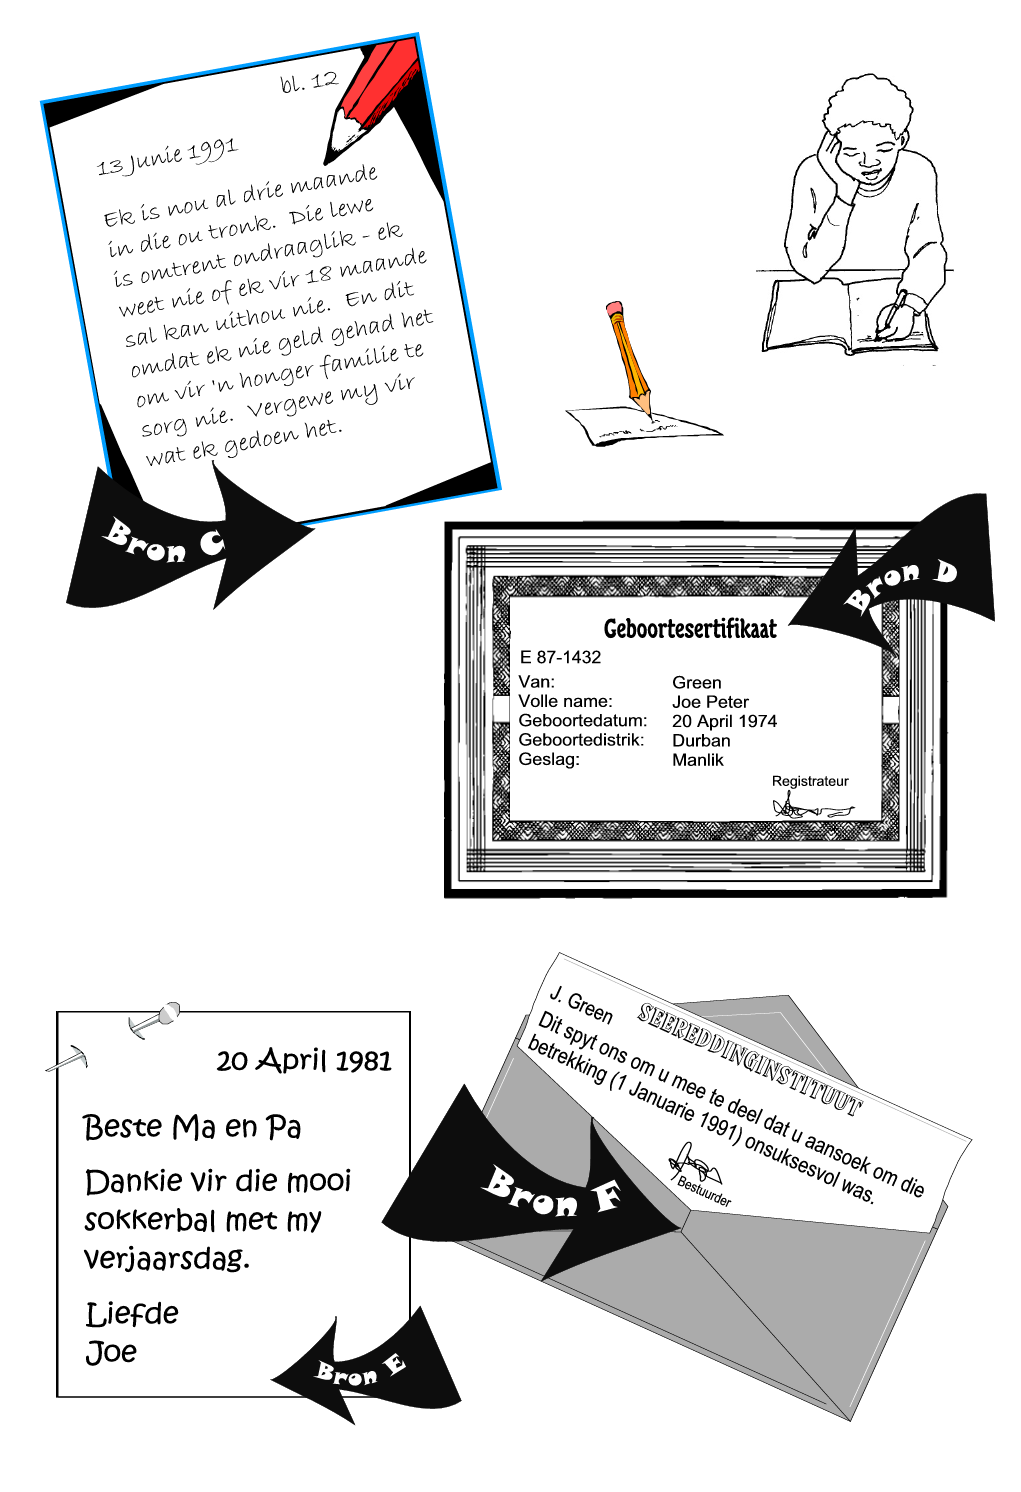 bl. 12
13 Junie 1991
Ek is nou al drie maande
in die ou tronk. Die lewe
is omtrent ondraaglik - ek
weet nie of ek vir 18 maande
sal kan uithou nie. En dit
omdat ek nie geld gehad het
om vir 'n honger familie te
sorg nie. Vergewe my vir
wat ek gedoen het.
Bron C
Bron D
Geboortesertifikaat
E 87-1432
Van: Green
Volle name: Joe Peter
Geboortedatum: 20 April 1974
Geboortedistrik: Durban
Geslag: Manlik
Registrateur
20 April 1981
Beste Ma en Pa
Dankie vir die mooi
sokkerbal met my
verjaarsdag.
Liefde
Joe
Bron E
SEEREDDINGINSTITUUT
J. Green
Dit spyt ons om u mee te deel dat u aansoek om die
betrekking (1 Januarie 1991) onsuksesvol was.
Bestuurder
Bron F